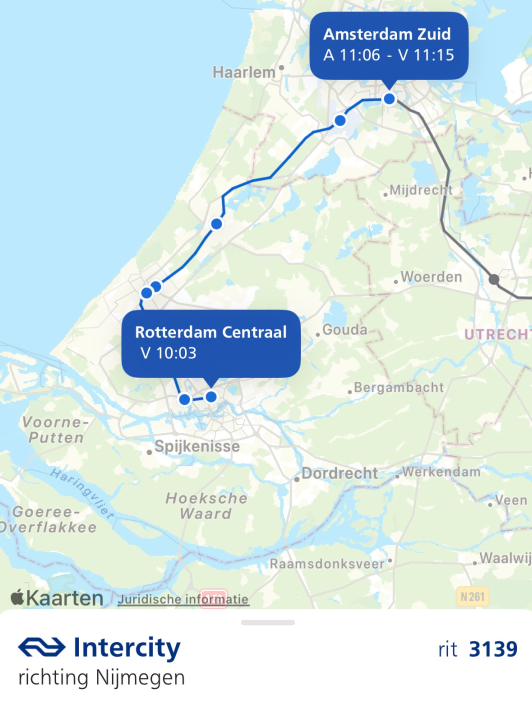 Amsterdam Zuid
A 11:06 - V 11:15
Haarlem
Mijdrecht
Woerden
UTRECHT
Rotterdam Centraal
V 10:03
Gouda
Bergambacht
Voorne-
Putten
Spijkenisse
Haringvliet
Dordrecht
Werkendam
Hoeksche
Waard
Goeree-
Overflakkee
Veen
Raamsdonksveer
Waalwij
Kaarten
Juridische informatie
N261
Intercity
rit 3139
richting Nijmegen